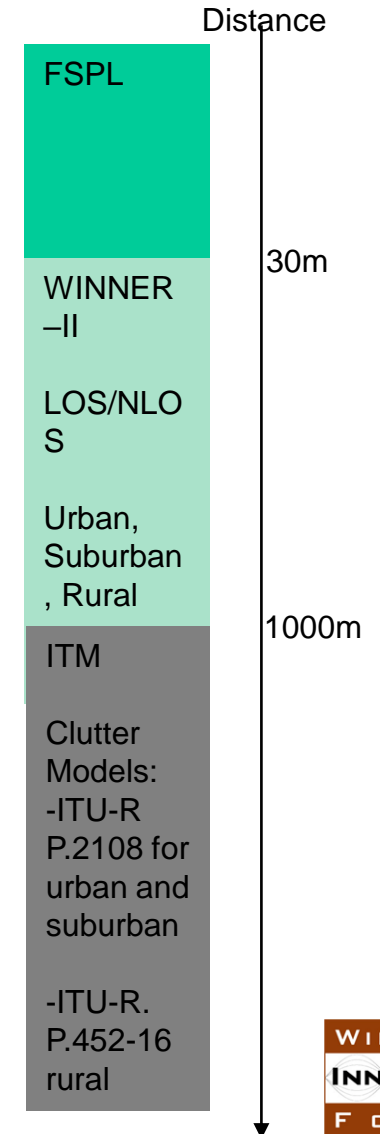 Distance
FSPL
30m
WINNER
–II
LOS/NLO
S
Urban,
Suburban
, Rural
1000m
ITM
Clutter
Models:
-ITU-R
P.2108 for
urban and
suburban
-ITU-R.
P.452-16
rural